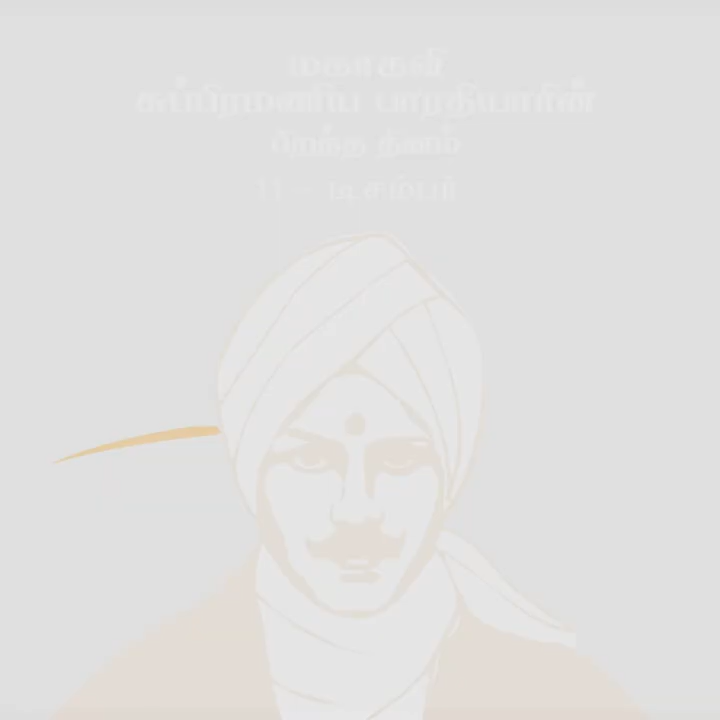 மகாகவி
சுப்பிரமணிய பாரதியாரின்
பிறந்த தினம்
11 - டிசம்பர்